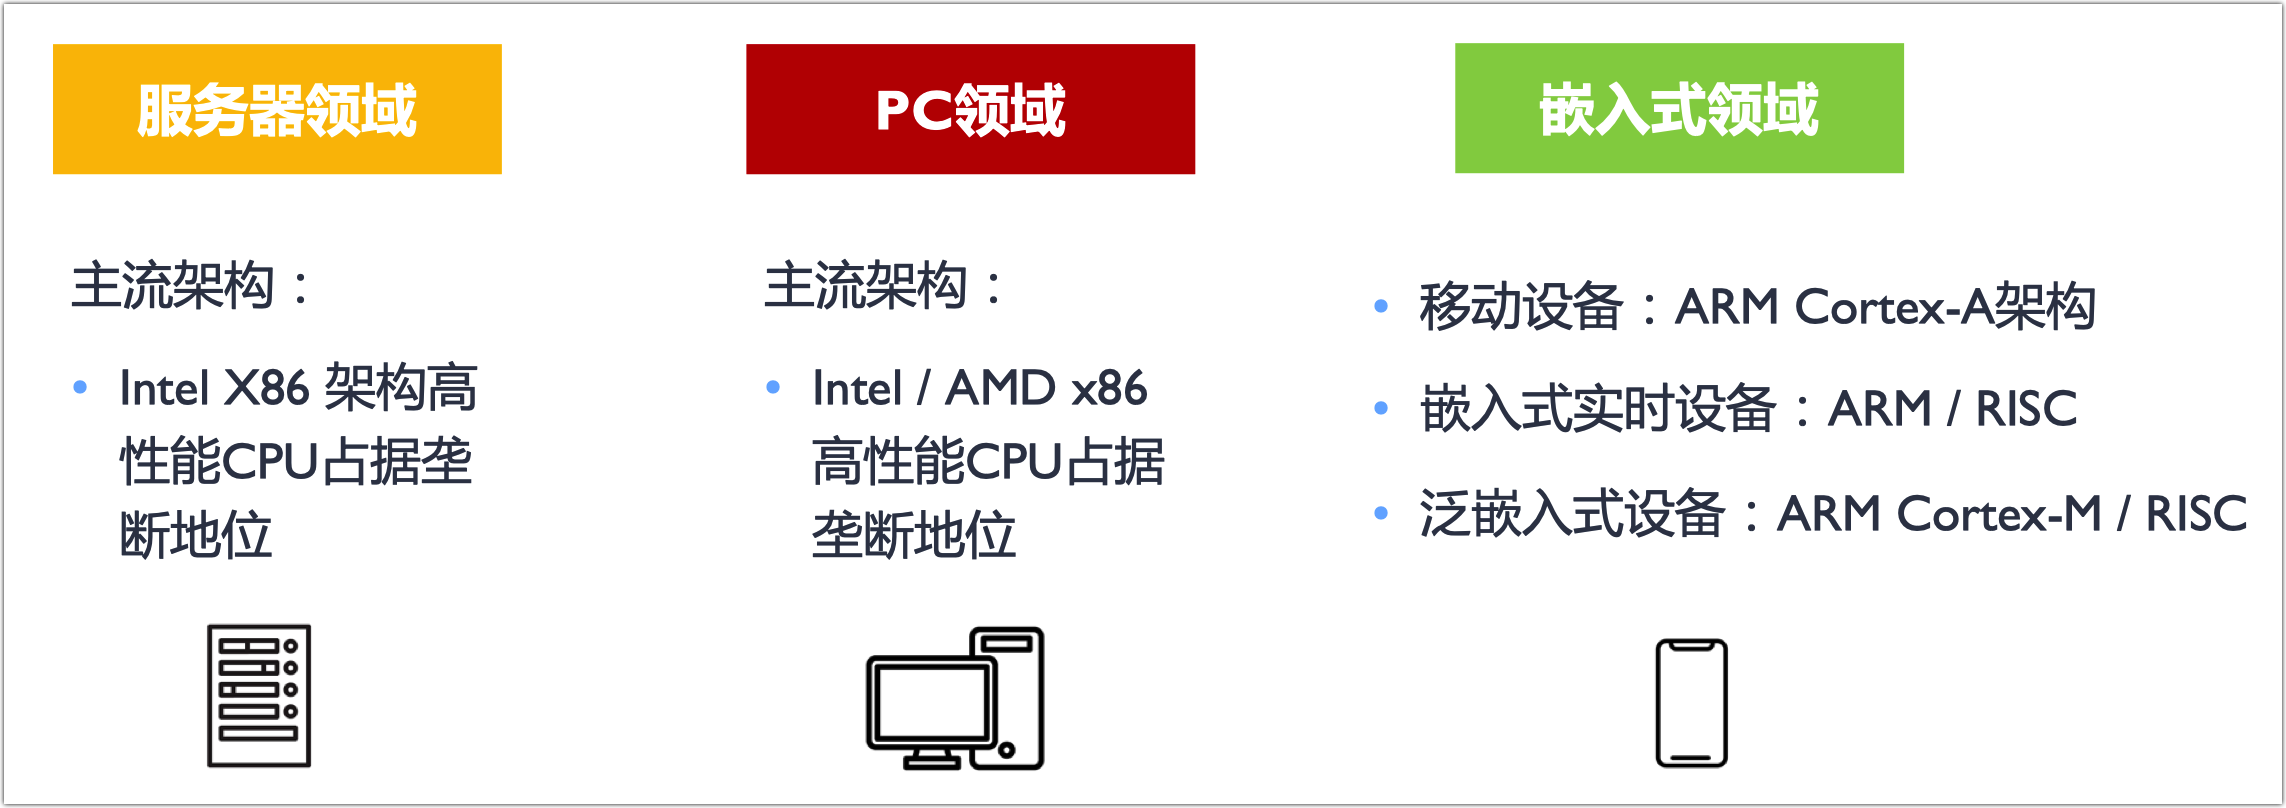 服务器领域
主流架构：
• Intel X86 架构高
性能CPU占据垄
断地位
PC领域
主流架构：
• Intel / AMD x86
高性能CPU占据
垄断地位
嵌入式领域
• 移动设备：ARM Cortex-A架构
• 嵌入式实时设备：ARM / RISC
• 泛嵌入式设备：ARM Cortex-M / RISC